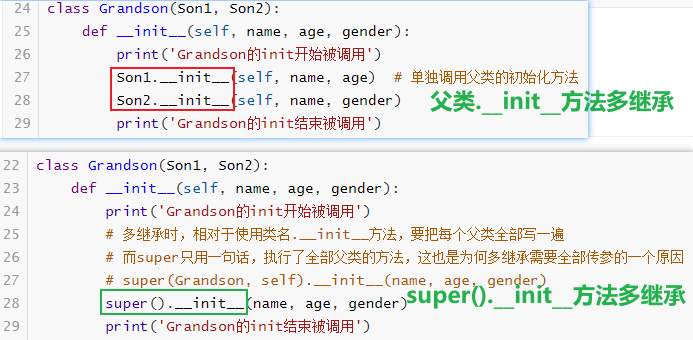 24 class Grandson(Son1, Son2):
25     def __init__(self, name, age, gender):
26         print('Grandson的init开始被调用')
27         Son1.__init__(self, name, age)  # 单独调用父类的初始化方法
28         Son2.__init__(self, name, gender)
父类.__init__方法多继承
29         print('Grandson的init结束被调用')
22 class Grandson(Son1, Son2):
23     def __init__(self, name, age, gender):
24         print('Grandson的init开始被调用')
25         # 多继承时，相对于使用类名.__init__方法，要把每个父类全部写一遍
26         # 而super只用一句话，执行了全部父类的方法，这也是为何多继承需要全部传参的一个原因
27         # super(Grandson, self).__init__(name, age, gender)
28         super().__init__(name, age, gender)
super().__init__方法多继承
29         print('Grandson的init结束被调用')